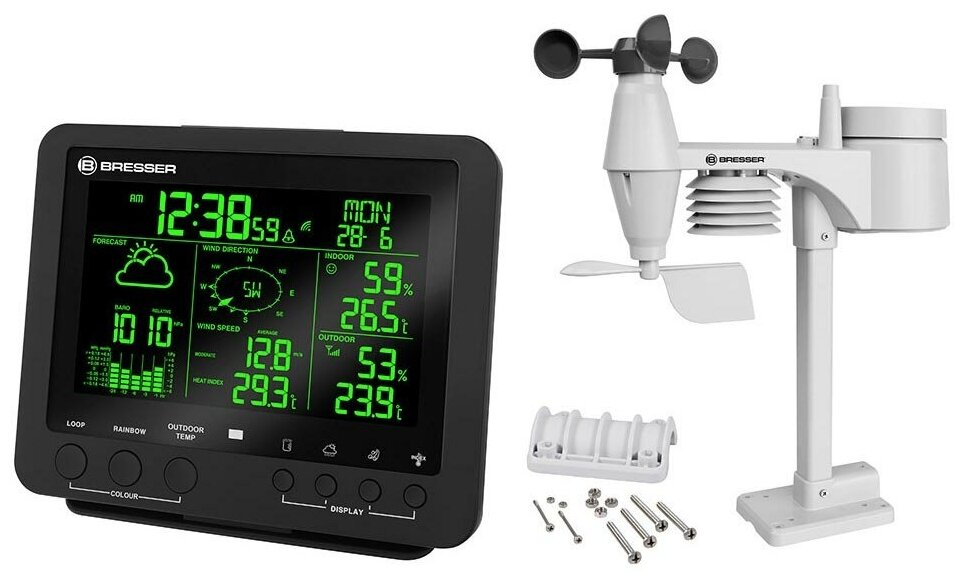 BRESSER
AM 12:38 59
MON
28- 6
FORECAST
WIND DIRECTION
N
NW NE
W E
SW
SW SE
S
INDOOR
59%
26.5°C
BARO RELATIVE
1010 hPa
WIND SPEED
AVERAGE
MODERATE 12.8 m/s
HEAT INDEX 29.3°C
OUTDOOR
53%
23.9°C
LOOP
RAINBOW
OUTDOOR
TEMP
INDEX
COLOUR
DISPLAY
BRESSER